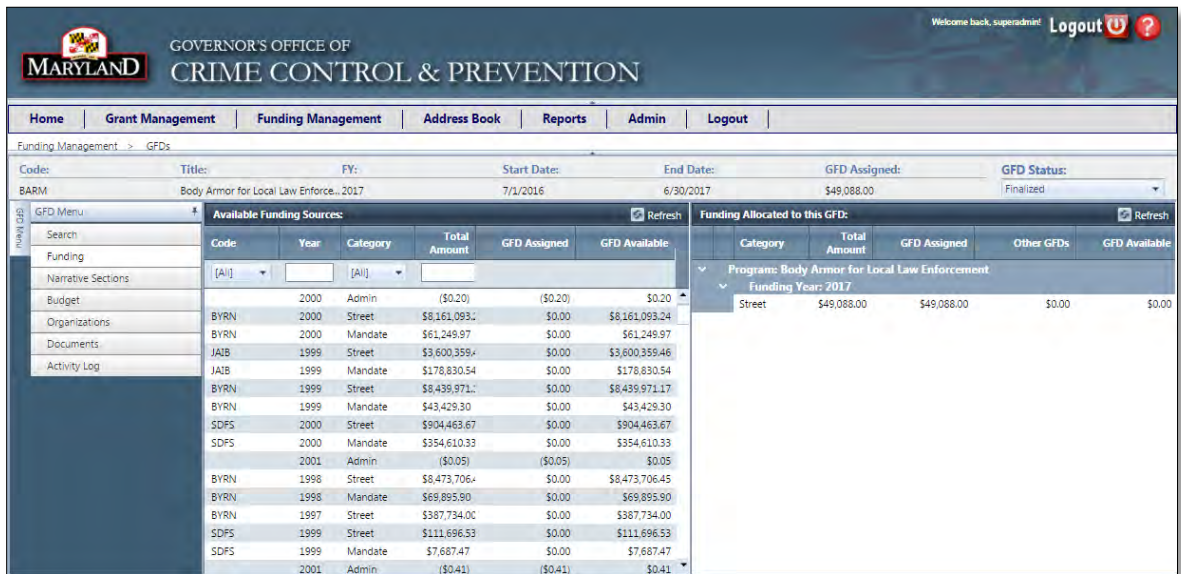 Welcome back, superadmin! Logout
MARYLAND
GOVERNOR'S OFFICE OF
CRIME CONTROL & PREVENTION
Home Grant Management Funding Management Address Book Reports Admin Logout
Funding Management > GFDs
Code: Title: FY: Start Date: End Date: GFD Assigned: GFD Status:
BARM Body Armor for Local Law Enforce... 2017 7/1/2016 6/30/2017 $49,088.00 Finalized
GFD Menu
GFD Menu
Search
Funding
Narrative Sections
Budget
Organizations
Documents
Activity Log
Available Funding Sources: Refresh
Code Year Category Total Amount GFD Assigned GFD Available
[All] [All]
2000 Admin ($0.20) ($0.20) $0.20
BYRN 2000 Street $8,161,093.2 $0.00 $8,161,093.24
BYRN 2000 Mandate $61,249.97 $0.00 $61,249.97
JAIB 1999 Street $3,600,359.4 $0.00 $3,600,359.46
JAIB 1999 Mandate $178,830.54 $0.00 $178,830.54
BYRN 1999 Street $8,439,971.1 $0.00 $8,439,971.17
BYRN 1999 Mandate $43,429.30 $0.00 $43,429.30
SDFS 2000 Street $904,463.67 $0.00 $904,463.67
SDFS 2000 Mandate $354,610.33 $0.00 $354,610.33
2001 Admin ($0.05) ($0.05) $0.05
BYRN 1998 Street $8,473,706.4 $0.00 $8,473,706.45
BYRN 1998 Mandate $69,895.90 $0.00 $69,895.90
BYRN 1997 Street $387,734.00 $0.00 $387,734.00
SDFS 1999 Street $111,696.53 $0.00 $111,696.53
SDFS 1999 Mandate $7,687.47 $0.00 $7,687.47
2001 Admin ($0.41) ($0.41) $0.41
Funding Allocated to this GFD: Refresh
Category Total Amount GFD Assigned Other GFDs GFD Available
Program: Body Armor for Local Law Enforcement
Funding Year: 2017
Street $49,088.00 $49,088.00 $0.00 $0.00